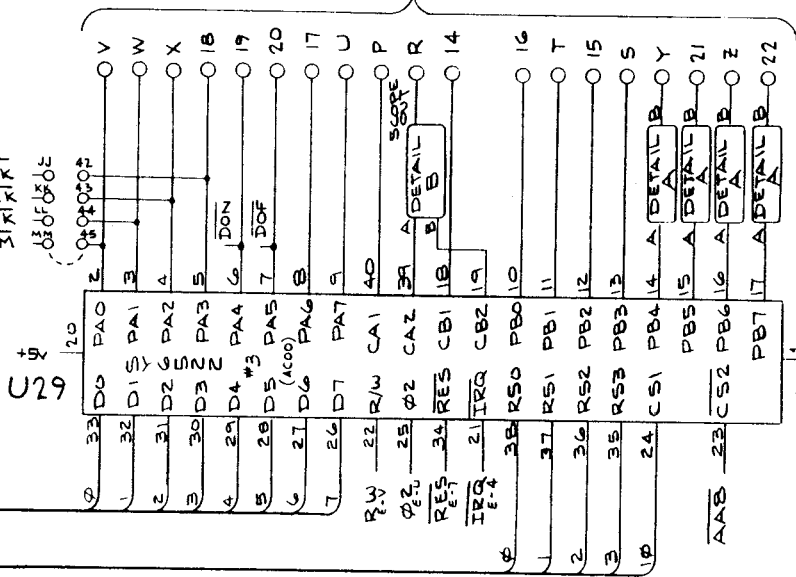 V
W
X
18
19
20
17
U
P
R
14
16
T
15
S
Y
21
Z
22
SCOPE OUT
42
43
44
45
DETAIL B
A
B
DETAIL A
A
B
DETAIL A
A
B
DETAIL A
A
B
DETAIL A
A
B
DON
DOF
2
3
4
5
6
7
8
9
40
39
18
19
10
11
12
13
14
15
16
17
+5V
20
U29
SY6522
#3
(AC00)
PA0
PA1
PA2
PA3
PA4
PA5
PA6
PA7
CA1
CA2
CB1
CB2
PB0
PB1
PB2
PB3
PB4
PB5
PB6
PB7
D0
D1
D2
D3
D4
D5
D6
D7
R/W
Ø2
RES
IRQ
RS0
RS1
RS2
RS3
CS1
CS2
33
32
31
30
29
28
27
26
22
25
34
21
38
37
36
35
24
23
1
Ø
1
2
3
4
5
6
7
R/W
E-V
Ø2
E-U
RES
E-7
IRQ
E-4
Ø
1
2
3
1Ø
AA8